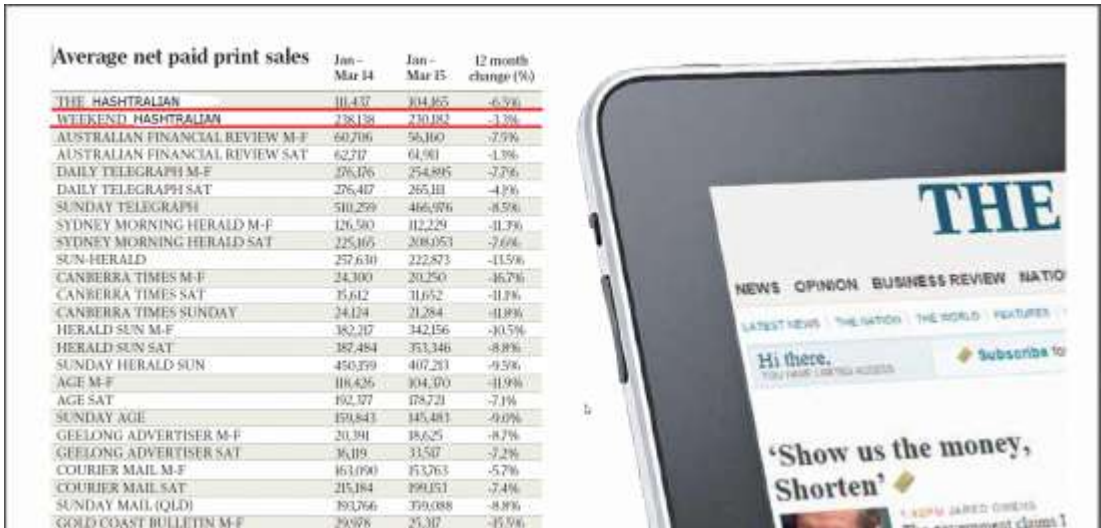 Average net paid print sales Jan – Mar 14 Jan – Mar 15 12 month change (%)
THE HASHTRALIAN 111,437 104,165 -6.5%
WEEKEND HASHTRALIAN 238,138 230,182 -3.3%
AUSTRALIAN FINANCIAL REVIEW M-F 60,706 56,160 -7.5%
AUSTRALIAN FINANCIAL REVIEW SAT 62,717 61,911 -1.3%
DAILY TELEGRAPH M-F 276,176 254,895 -7.7%
DAILY TELEGRAPH SAT 276,417 265,111 -4.1%
SUNDAY TELEGRAPH 510,259 466,976 -8.5%
SYDNEY MORNING HERALD M-F 126,580 112,229 -11.3%
SYDNEY MORNING HERALD SAT 225,165 208,053 -7.6%
SUN-HERALD 257,630 222,873 -13.5%
CANBERRA TIMES M-F 24,300 20,250 -16.7%
CANBERRA TIMES SAT 35,612 31,652 -11.1%
CANBERRA TIMES SUNDAY 24,124 21,284 -11.8%
HERALD SUN M-F 382,217 342,156 -10.5%
HERALD SUN SAT 387,484 353,346 -8.8%
SUNDAY HERALD SUN 450,159 407,213 -9.5%
AGE M-F 118,426 104,370 -11.9%
AGE SAT 192,377 178,721 -7.1%
SUNDAY AGE 159,843 145,483 -9.0%
GEELONG ADVERTISER M-F 20,391 18,625 -8.7%
GEELONG ADVERTISER SAT 36,119 33,517 -7.2%
COURIER MAIL M-F 163,090 153,763 -5.7%
COURIER MAIL SAT 215,184 199,153 -7.4%
SUNDAY MAIL (QLD) 393,766 359,088 -8.8%
GOLD COAST BULLETIN M-F 29,978 25,317 -15.5%
THE
NEWS OPINION BUSINESS REVIEW NATIO
LATEST NEWS THE NATION THE WORLD FEATURES
Hi there, Subscribe to
YOU HAVE LIMITED ACCESS
‘Show us the money,
Shorten’
JARED OWENS